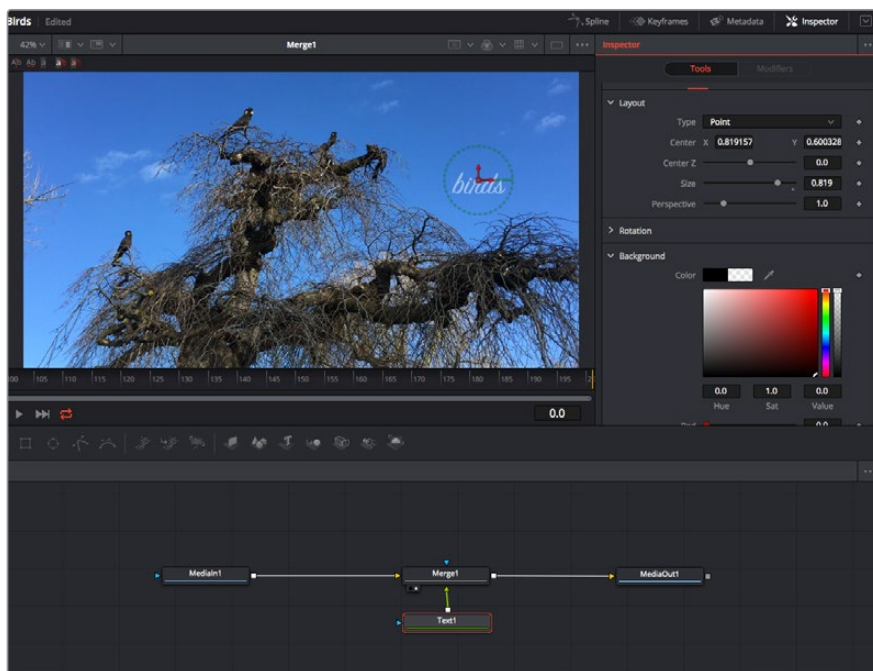 Birds Edited Spline Keyframes Metadata Inspector
42% Merge1 Inspector
Tools Modifiers
Layout
Type Point
Center X 0.819157 Y 0.600328
Center Z 0.0
Size 0.819
Perspective 1.0
Rotation
Background
Color
birds
105 110 115 120 125 130 135 140 145 150 155 160 165 170 175 180 185 190 195
0.0 1.0 0.0
Hue Sat Value
0.0
MediaIn1 Merge1 MediaOut1
Text1